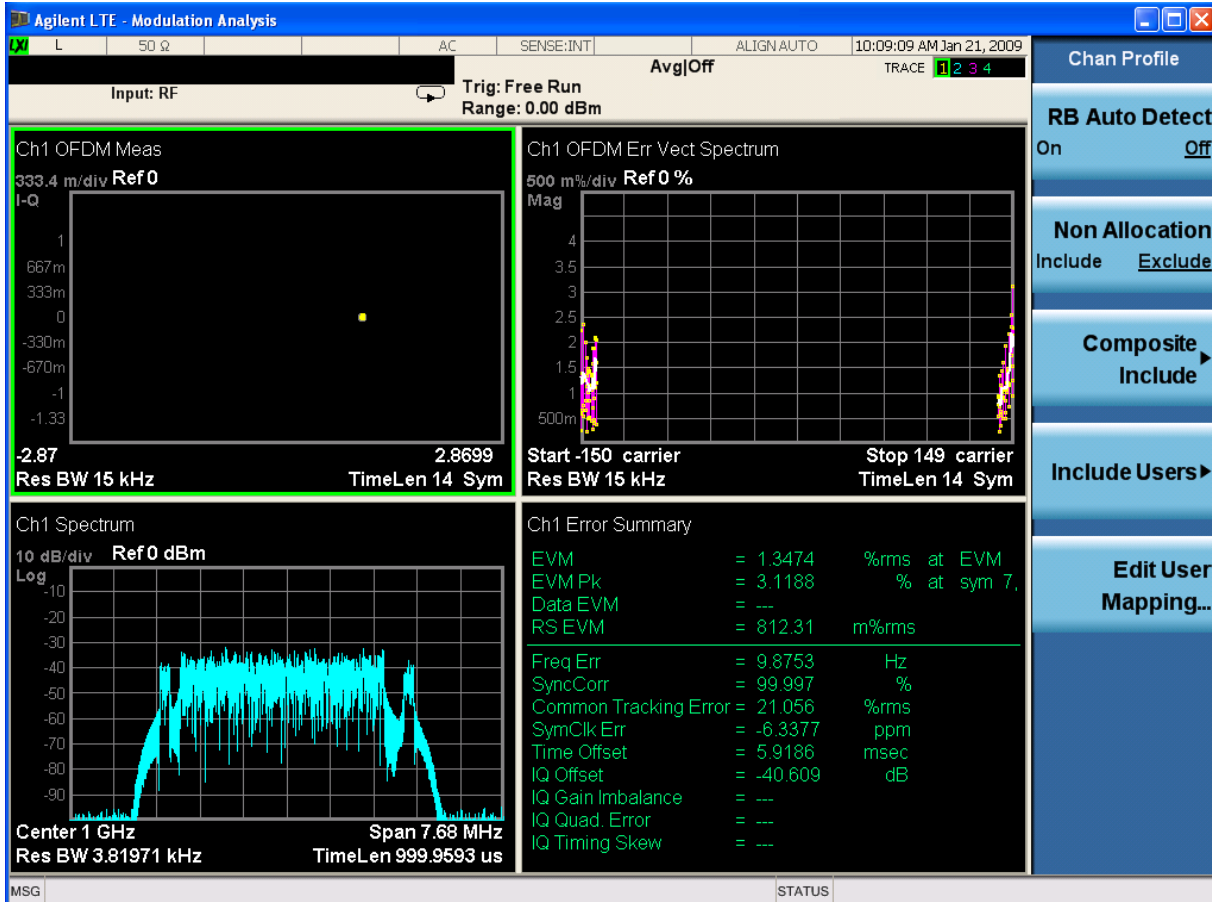 Agilent LTE - Modulation Analysis
LXI L 50 Ω AC SENSE:INT ALIGN AUTO 10:09:09 AM Jan 21, 2009
Avg|Off TRACE 1 2 3 4
Input: RF Trig: Free Run
Range: 0.00 dBm
Ch1 OFDM Meas
333.4 m/div Ref 0
I-Q
1
667m
333m
0
-330m
-670m
-1
-1.33
-2.87 2.8699
Res BW 15 kHz TimeLen 14 Sym
Ch1 OFDM Err Vect Spectrum
500 m%/div Ref 0 %
Mag
4
3.5
3
2.5
2
1.5
1
500m
Start -150 carrier Stop 149 carrier
Res BW 15 kHz TimeLen 14 Sym
Ch1 Spectrum
10 dB/div Ref 0 dBm
Log
-10
-20
-30
-40
-50
-60
-70
-80
-90
Center 1 GHz Span 7.68 MHz
Res BW 3.81971 kHz TimeLen 999.9593 us
Ch1 Error Summary
EVM = 1.3474 %rms at EVM
EVM Pk = 3.1188 % at sym 7,
Data EVM = ---
RS EVM = 812.31 m%rms
Freq Err = 9.8753 Hz
SyncCorr = 99.997 %
Common Tracking Error = 21.056 %rms
SymClk Err = -6.3377 ppm
Time Offset = 5.9186 msec
IQ Offset = -40.609 dB
IQ Gain Imbalance = ---
IQ Quad. Error = ---
IQ Timing Skew = ---
Chan Profile
RB Auto Detect
On Off
Non Allocation
Include Exclude
Composite
Include
Include Users
Edit User
Mapping...
MSG STATUS